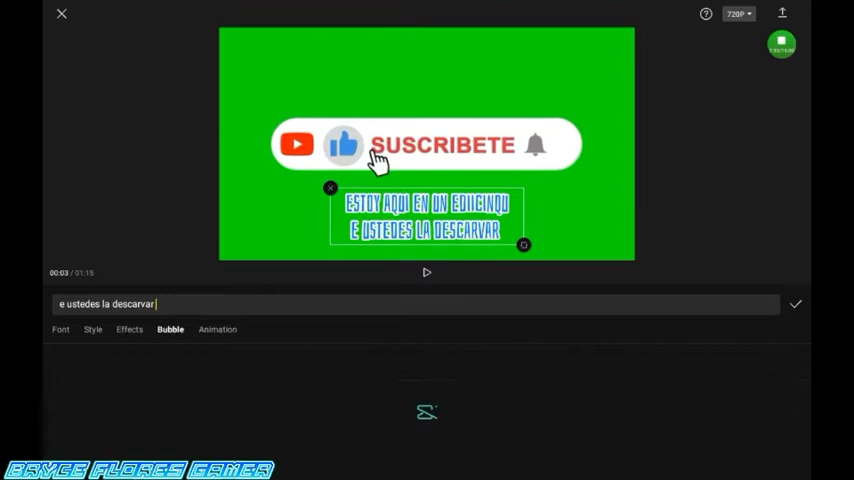 720P
SUSCRIBETE
ESTOY AQUI EN UN EDIICINQU
E USTEDES LA DESCARVAR
00:03 / 01:15
e ustedes la descarvar
Font Style Effects Bubble Animation
BAYCE FLORES GAMER